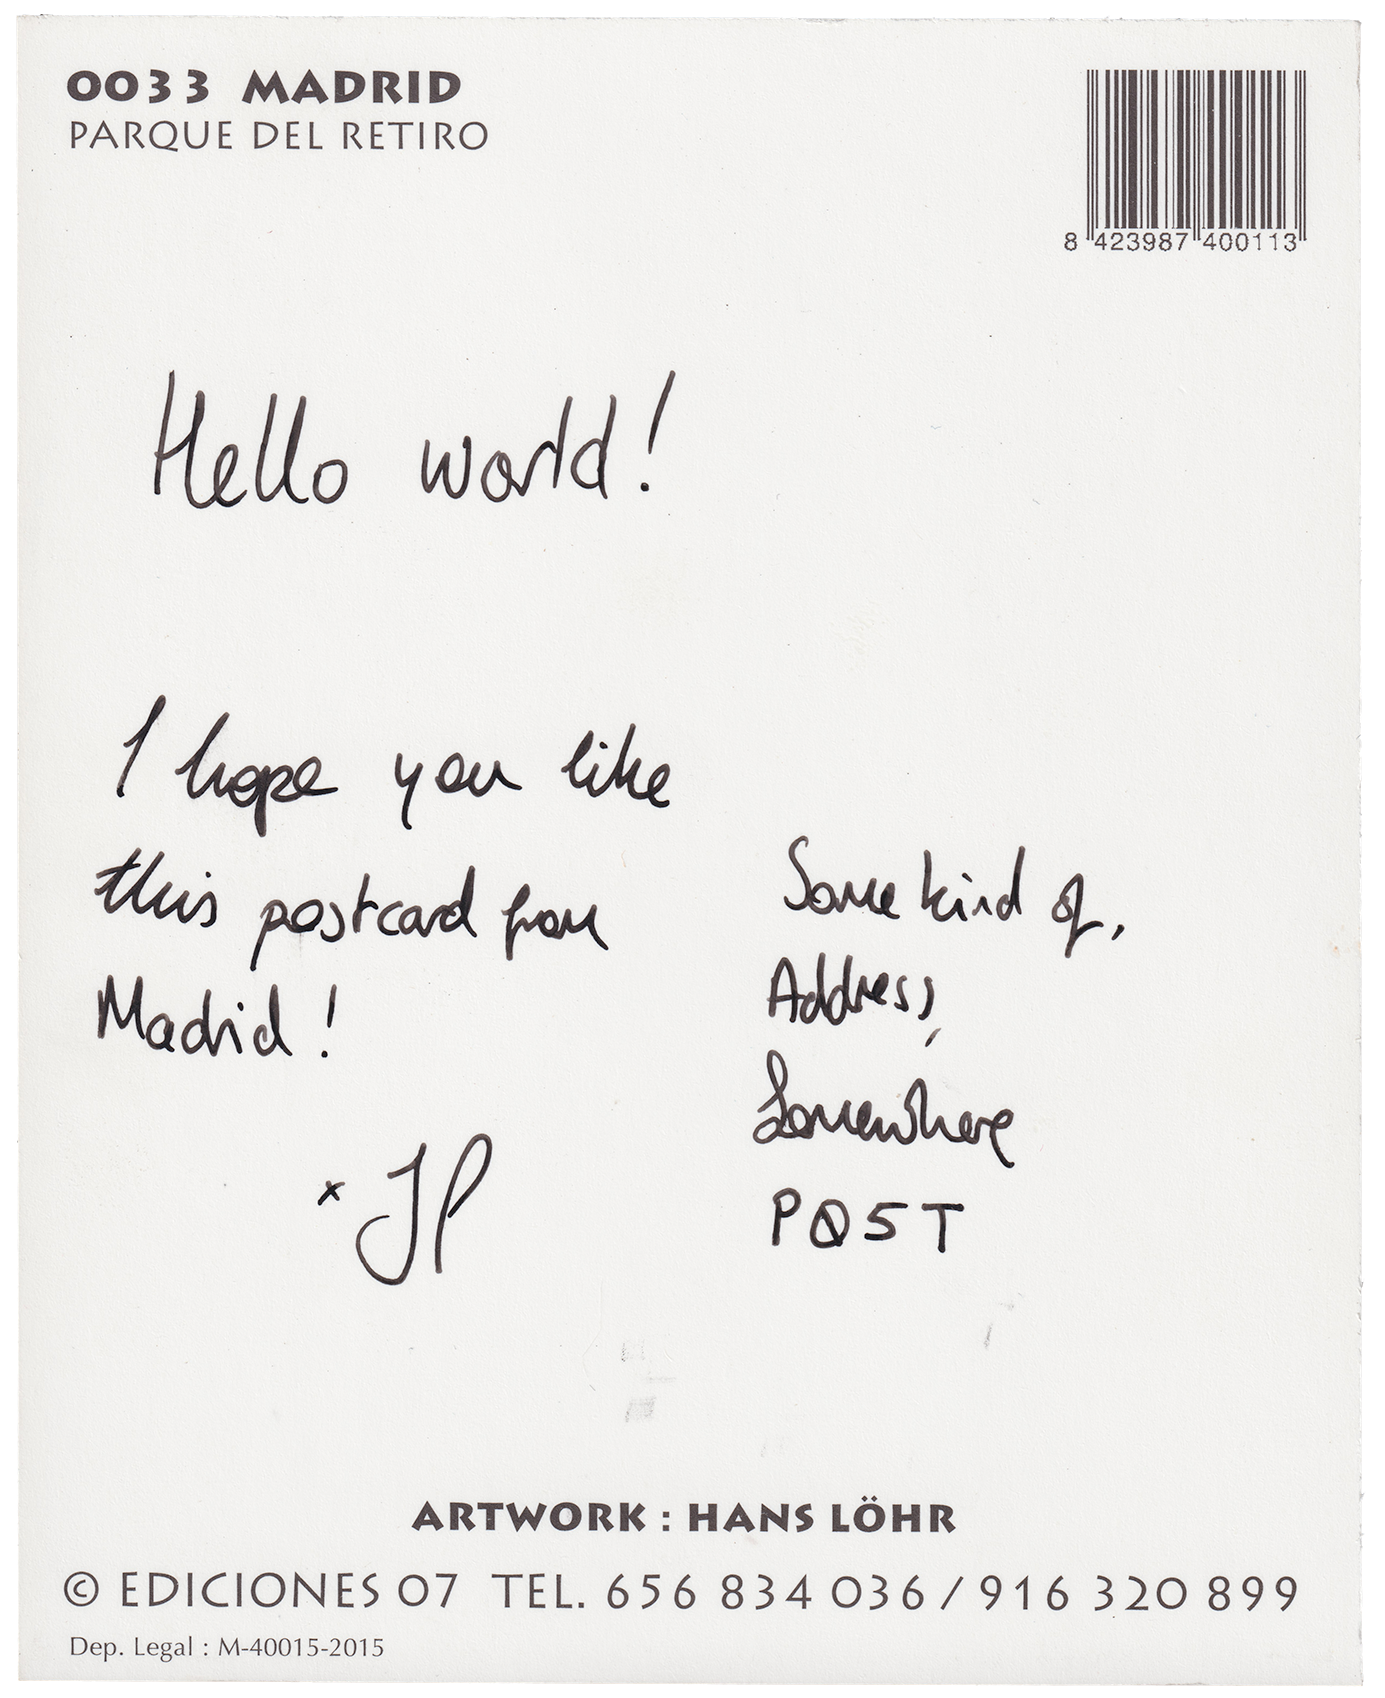 0033 MADRID
PARQUE DEL RETIRO
8 423987 400113
Hello world!
I hope you like
this postcard from
Madrid!
x JP
Some kind of,
Address,
Somewhere
PØ5T
ARTWORK : HANS LÖHR
© EDICIONES 07 TEL. 656 834 036 / 916 320 899
Dep. Legal : M-40015-2015